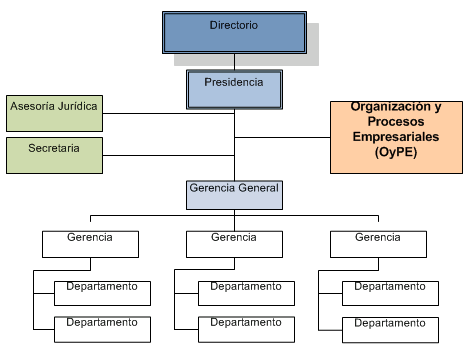 Directorio
Presidencia
Asesoría Jurídica
Secretaria
Organización y
Procesos
Empresariales
(OyPE)
Gerencia General
Gerencia
Gerencia
Gerencia
Departamento
Departamento
Departamento
Departamento
Departamento
Departamento